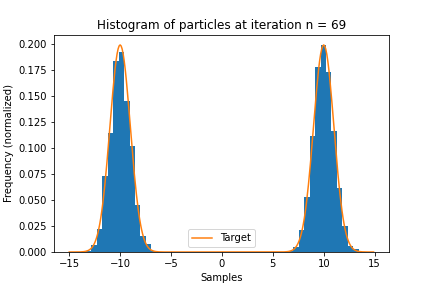 Histogram of particles at iteration n = 69
Frequency (normalized)
0.200
0.175
0.150
0.125
0.100
0.075
0.050
0.025
0.000
Target
−15 −10 −5 0 5 10 15
Samples